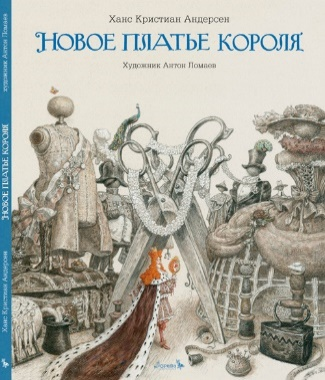 Ханс Кристиан Андерсен
НОВОЕ ПЛАТЬЕ КОРОЛЯ
Художник Антон Ломаев
художник Антон Ломаев
НОВОЕ ПЛАТЬЕ КОРОЛЯ
Ханс Кристиан Андерсен